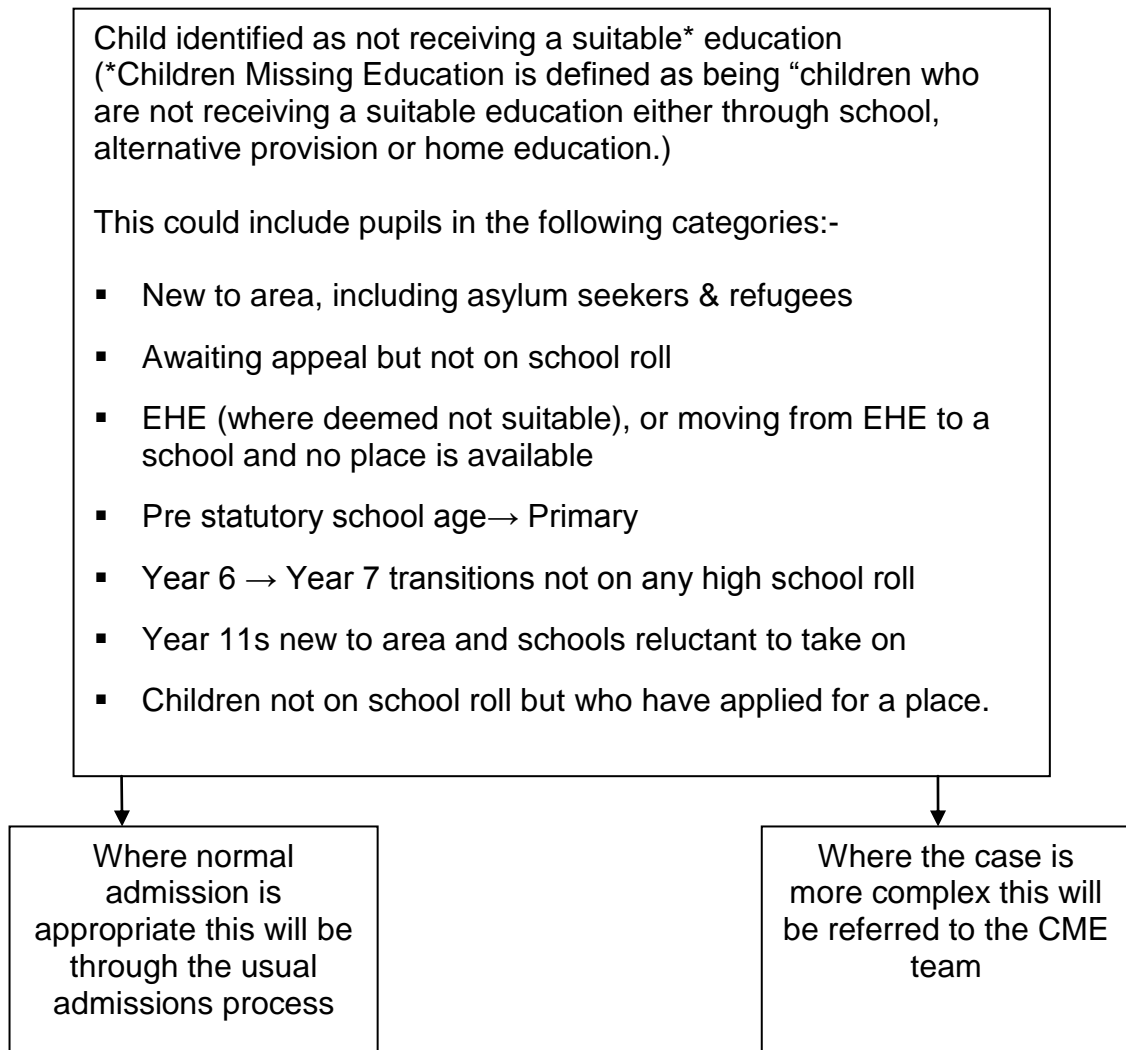 Child identified as not receiving a suitable* education
(*Children Missing Education is defined as being “children who
are not receiving a suitable education either through school,
alternative provision or home education.)
This could include pupils in the following categories:-
▪ New to area, including asylum seekers & refugees
▪ Awaiting appeal but not on school roll
▪ EHE (where deemed not suitable), or moving from EHE to a
school and no place is available
▪ Pre statutory school age→ Primary
▪ Year 6 → Year 7 transitions not on any high school roll
▪ Year 11s new to area and schools reluctant to take on
▪ Children not on school roll but who have applied for a place.
Where normal
admission is
appropriate this will be
through the usual
admissions process
Where the case is
more complex this will
be referred to the CME
team